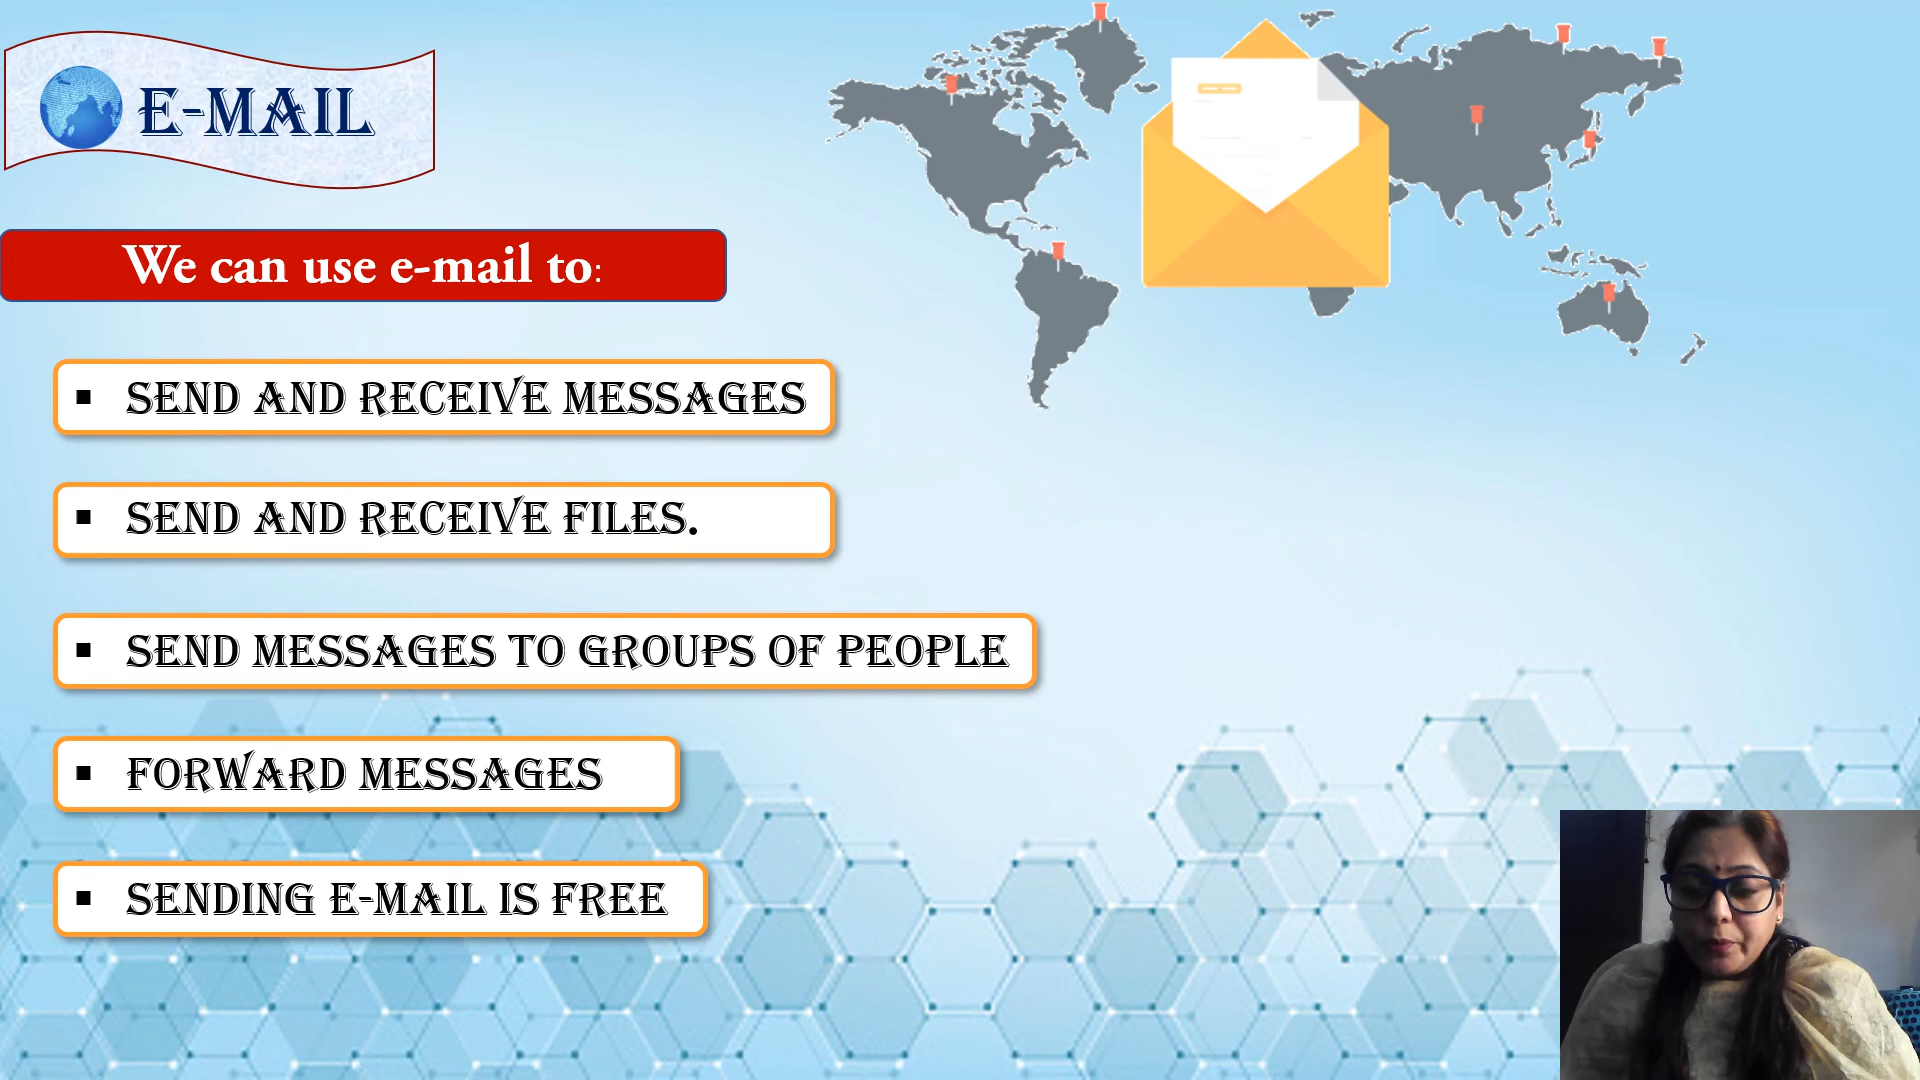 E-MAIL
We can use e-mail to:
▪ SEND AND RECEIVE MESSAGES
▪ SEND AND RECEIVE FILES.
▪ SEND MESSAGES TO GROUPS OF PEOPLE
▪ FORWARD MESSAGES
▪ SENDING E-MAIL IS FREE